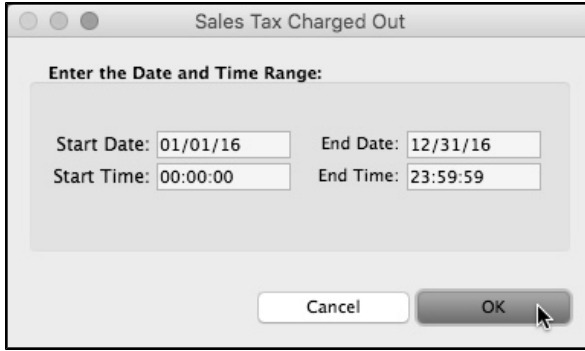 Sales Tax Charged Out
Enter the Date and Time Range:
Start Date: 01/01/16 End Date: 12/31/16
Start Time: 00:00:00 End Time: 23:59:59
Cancel OK